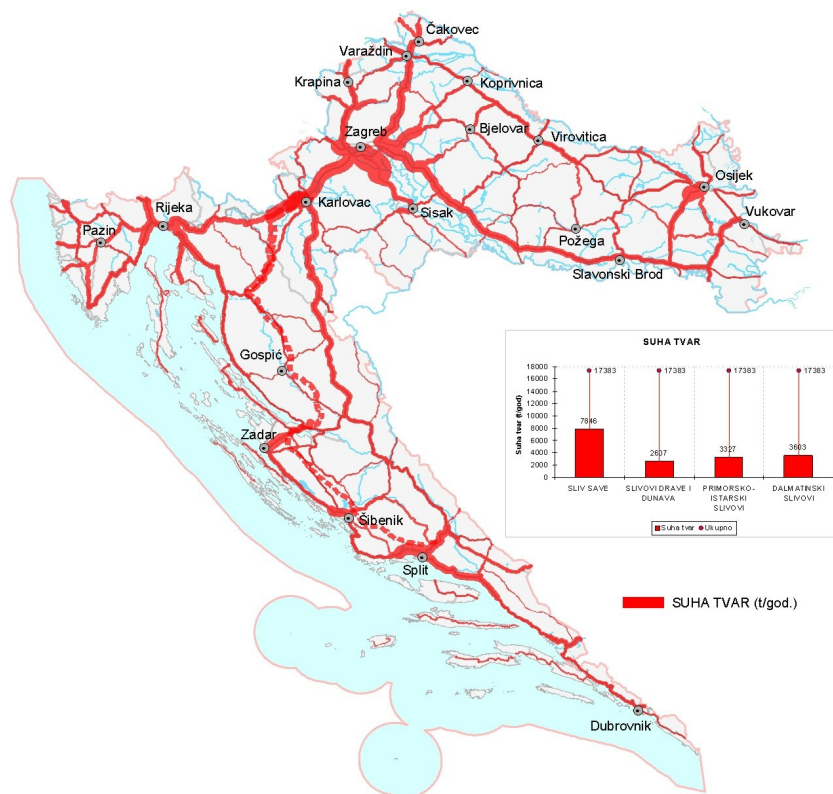 Čakovec
Varaždin
Krapina
Koprivnica
Zagreb
Bjelovar
Virovitica
Osijek
Rijeka
Karlovac
Sisak
Vukovar
Pazin
Požega
Slavonski Brod
Gospić
Zadar
Šibenik
Split
Dubrovnik
SUHA TVAR
Suha tvar (t/god)
18000
16000
14000
12000
10000
8000
6000
4000
2000
0
17383
17383
17383
17383
7846
2607
3327
3603
SLIV SAVE
SLIVOVI DRAVE I
DUNAVA
PRIMORSKO-
ISTARSKI
SLIVOVI
DALMATINSKI
SLIVOVI
Suha tvar
Ukupno
SUHA TVAR (t/god.)